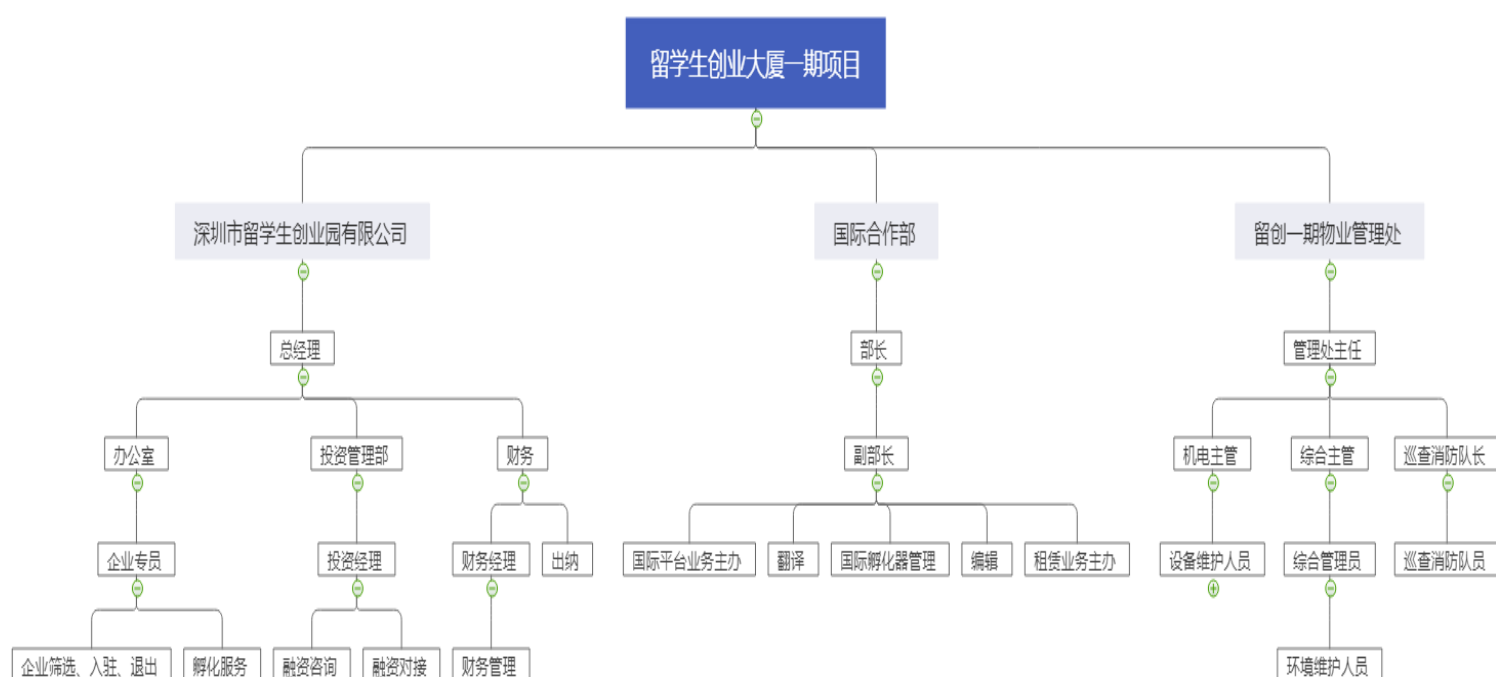 留学生创业大厦一期项目
深圳市留学生创业园有限公司
国际合作部
留创一期物业管理处
总经理
部长
管理处主任
办公室
投资管理部
财务
副部长
机电主管
综合主管
巡查消防队长
企业专员
投资经理
财务经理
出纳
国际平台业务主办
翻译
国际孵化器管理
编辑
租赁业务主办
设备维护人员
综合管理员
巡查消防队员
企业筛选、入驻、退出
孵化服务
融资咨询
融资对接
财务管理
环境维护人员